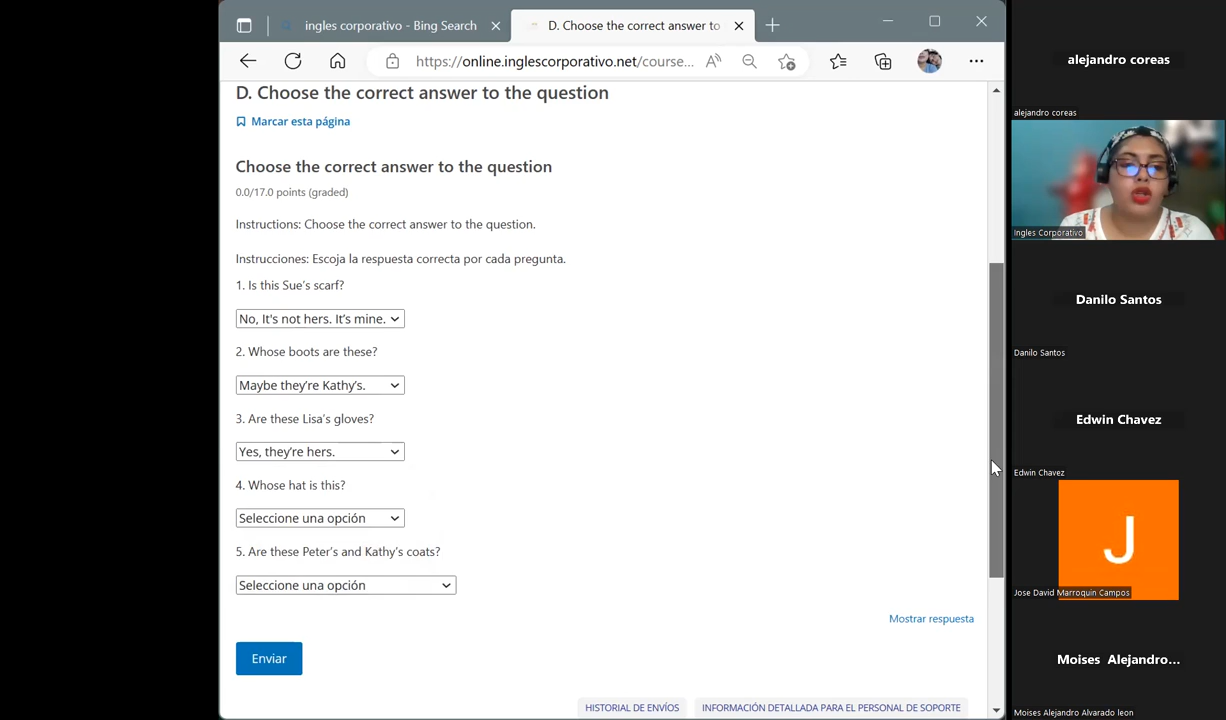 ingles corporativo - Bing Search
D. Choose the correct answer to
https://online.inglescorporativo.net/course...
D. Choose the correct answer to the question
Marcar esta página
Choose the correct answer to the question
0.0/17.0 points (graded)
Instructions: Choose the correct answer to the question.
Instrucciones: Escoja la respuesta correcta por cada pregunta.
1. Is this Sue's scarf?
No, It's not hers. It's mine.
2. Whose boots are these?
Maybe they're Kathy's.
3. Are these Lisa's gloves?
Yes, they're hers.
4. Whose hat is this?
Seleccione una opción
5. Are these Peter's and Kathy's coats?
Seleccione una opción
Mostrar respuesta
Enviar
HISTORIAL DE ENVÍOS
INFORMACIÓN DETALLADA PARA EL PERSONAL DE SOPORTE
alejandro coreas
alejandro coreas
Ingles Corporativo
Danilo Santos
Danilo Santos
Edwin Chavez
Edwin Chavez
J
Jose David Marroquin Campos
Moises Alejandro...
Moises Alejandro Alvarado leon